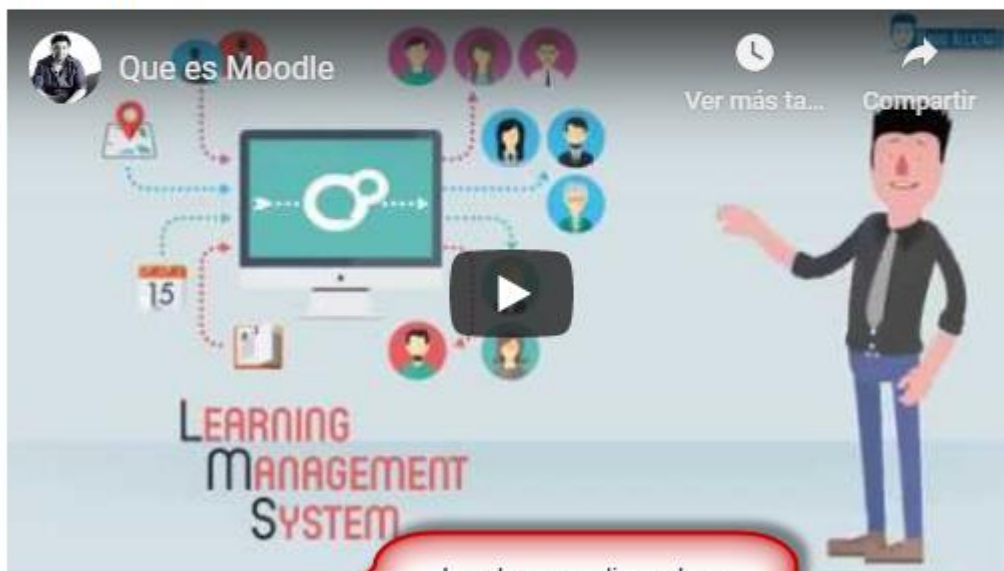 Que es Moodle
Ver más ta...
Compartir
15
LEARNING
MANAGEMENT
SYSTEM